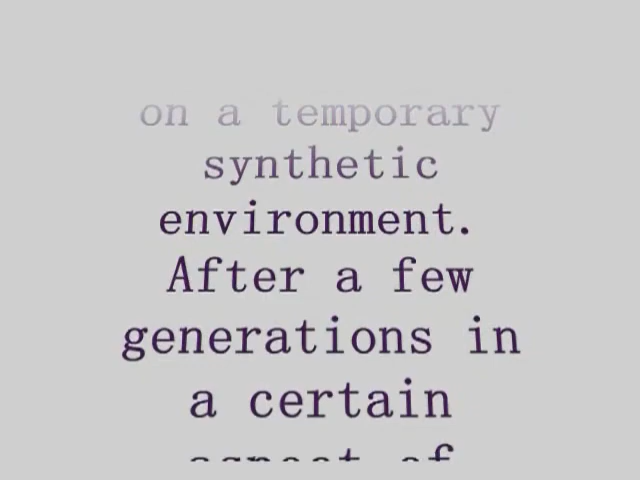 on a temporary
synthetic
environment.
After a few
generations in
a certain
aspect of